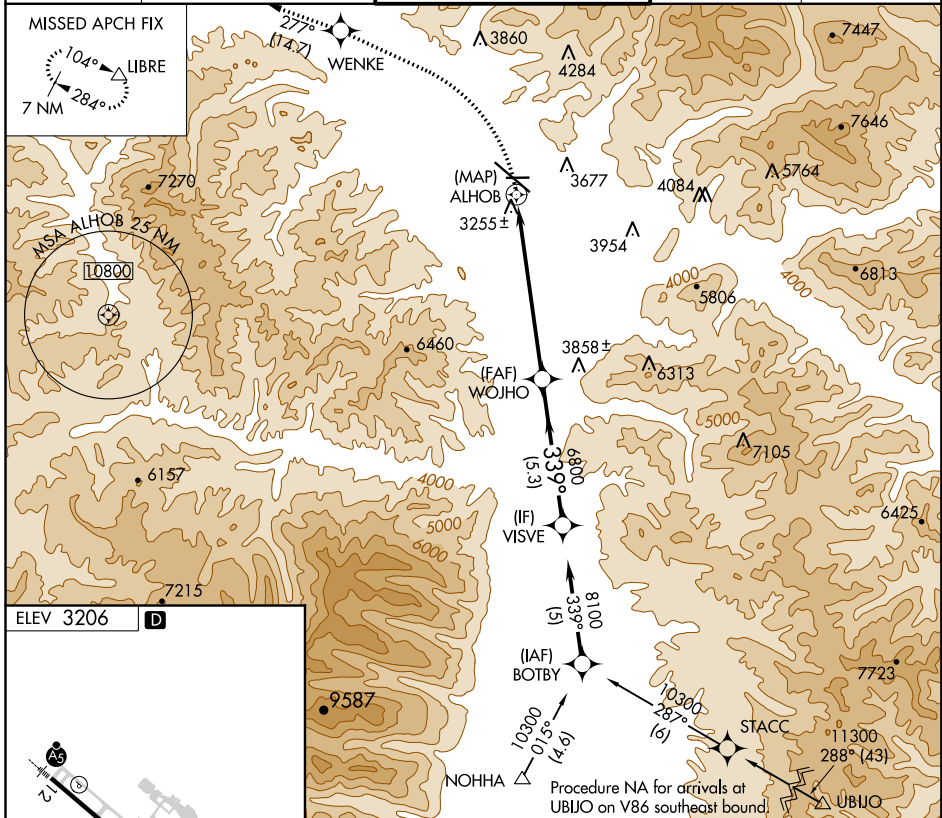 MISSED APCH FIX
104°
LIBRE
284°
7 NM
277°
(14.7)
WENKE
3860
4284
7447
7646
7270
(MAP)
ALHOB
3255±
3677
4084
5764
3954
MSA ALHOB 25 NM
10800
6813
4000
5806
4000
6460
3858±
6313
(FAF)
WOJHO
5000
7105
6800
339°
(5.3)
6157
4000
5000
6000
(IF)
VISVE
6425
7215
8100
339°
(5)
ELEV 3206
D
(IAF)
BOTBY
7723
9587
10300
287°
(6)
STACC
10300
015°
(4.6)
11300
288° (43)
NOHHA
Procedure NA for arrivals at
UBIJO on V86 southeast bound.
UBIJO
A5
P
12